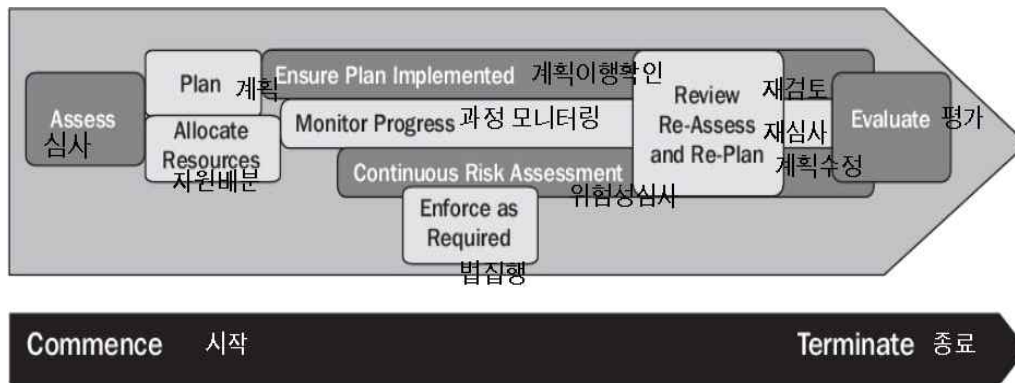 Assess
심사
Plan 계획
Allocate
Resources
자원배분
Ensure Plan Implemented 계획이행확인
Monitor Progress 과정 모니터링
Continuous Risk Assessment
위험성심사
Enforce as
Required
법집행
Review 재검토
Re-Assess 재심사
and Re-Plan 계획수정
Evaluate 평가
Commence 시작
Terminate 종료